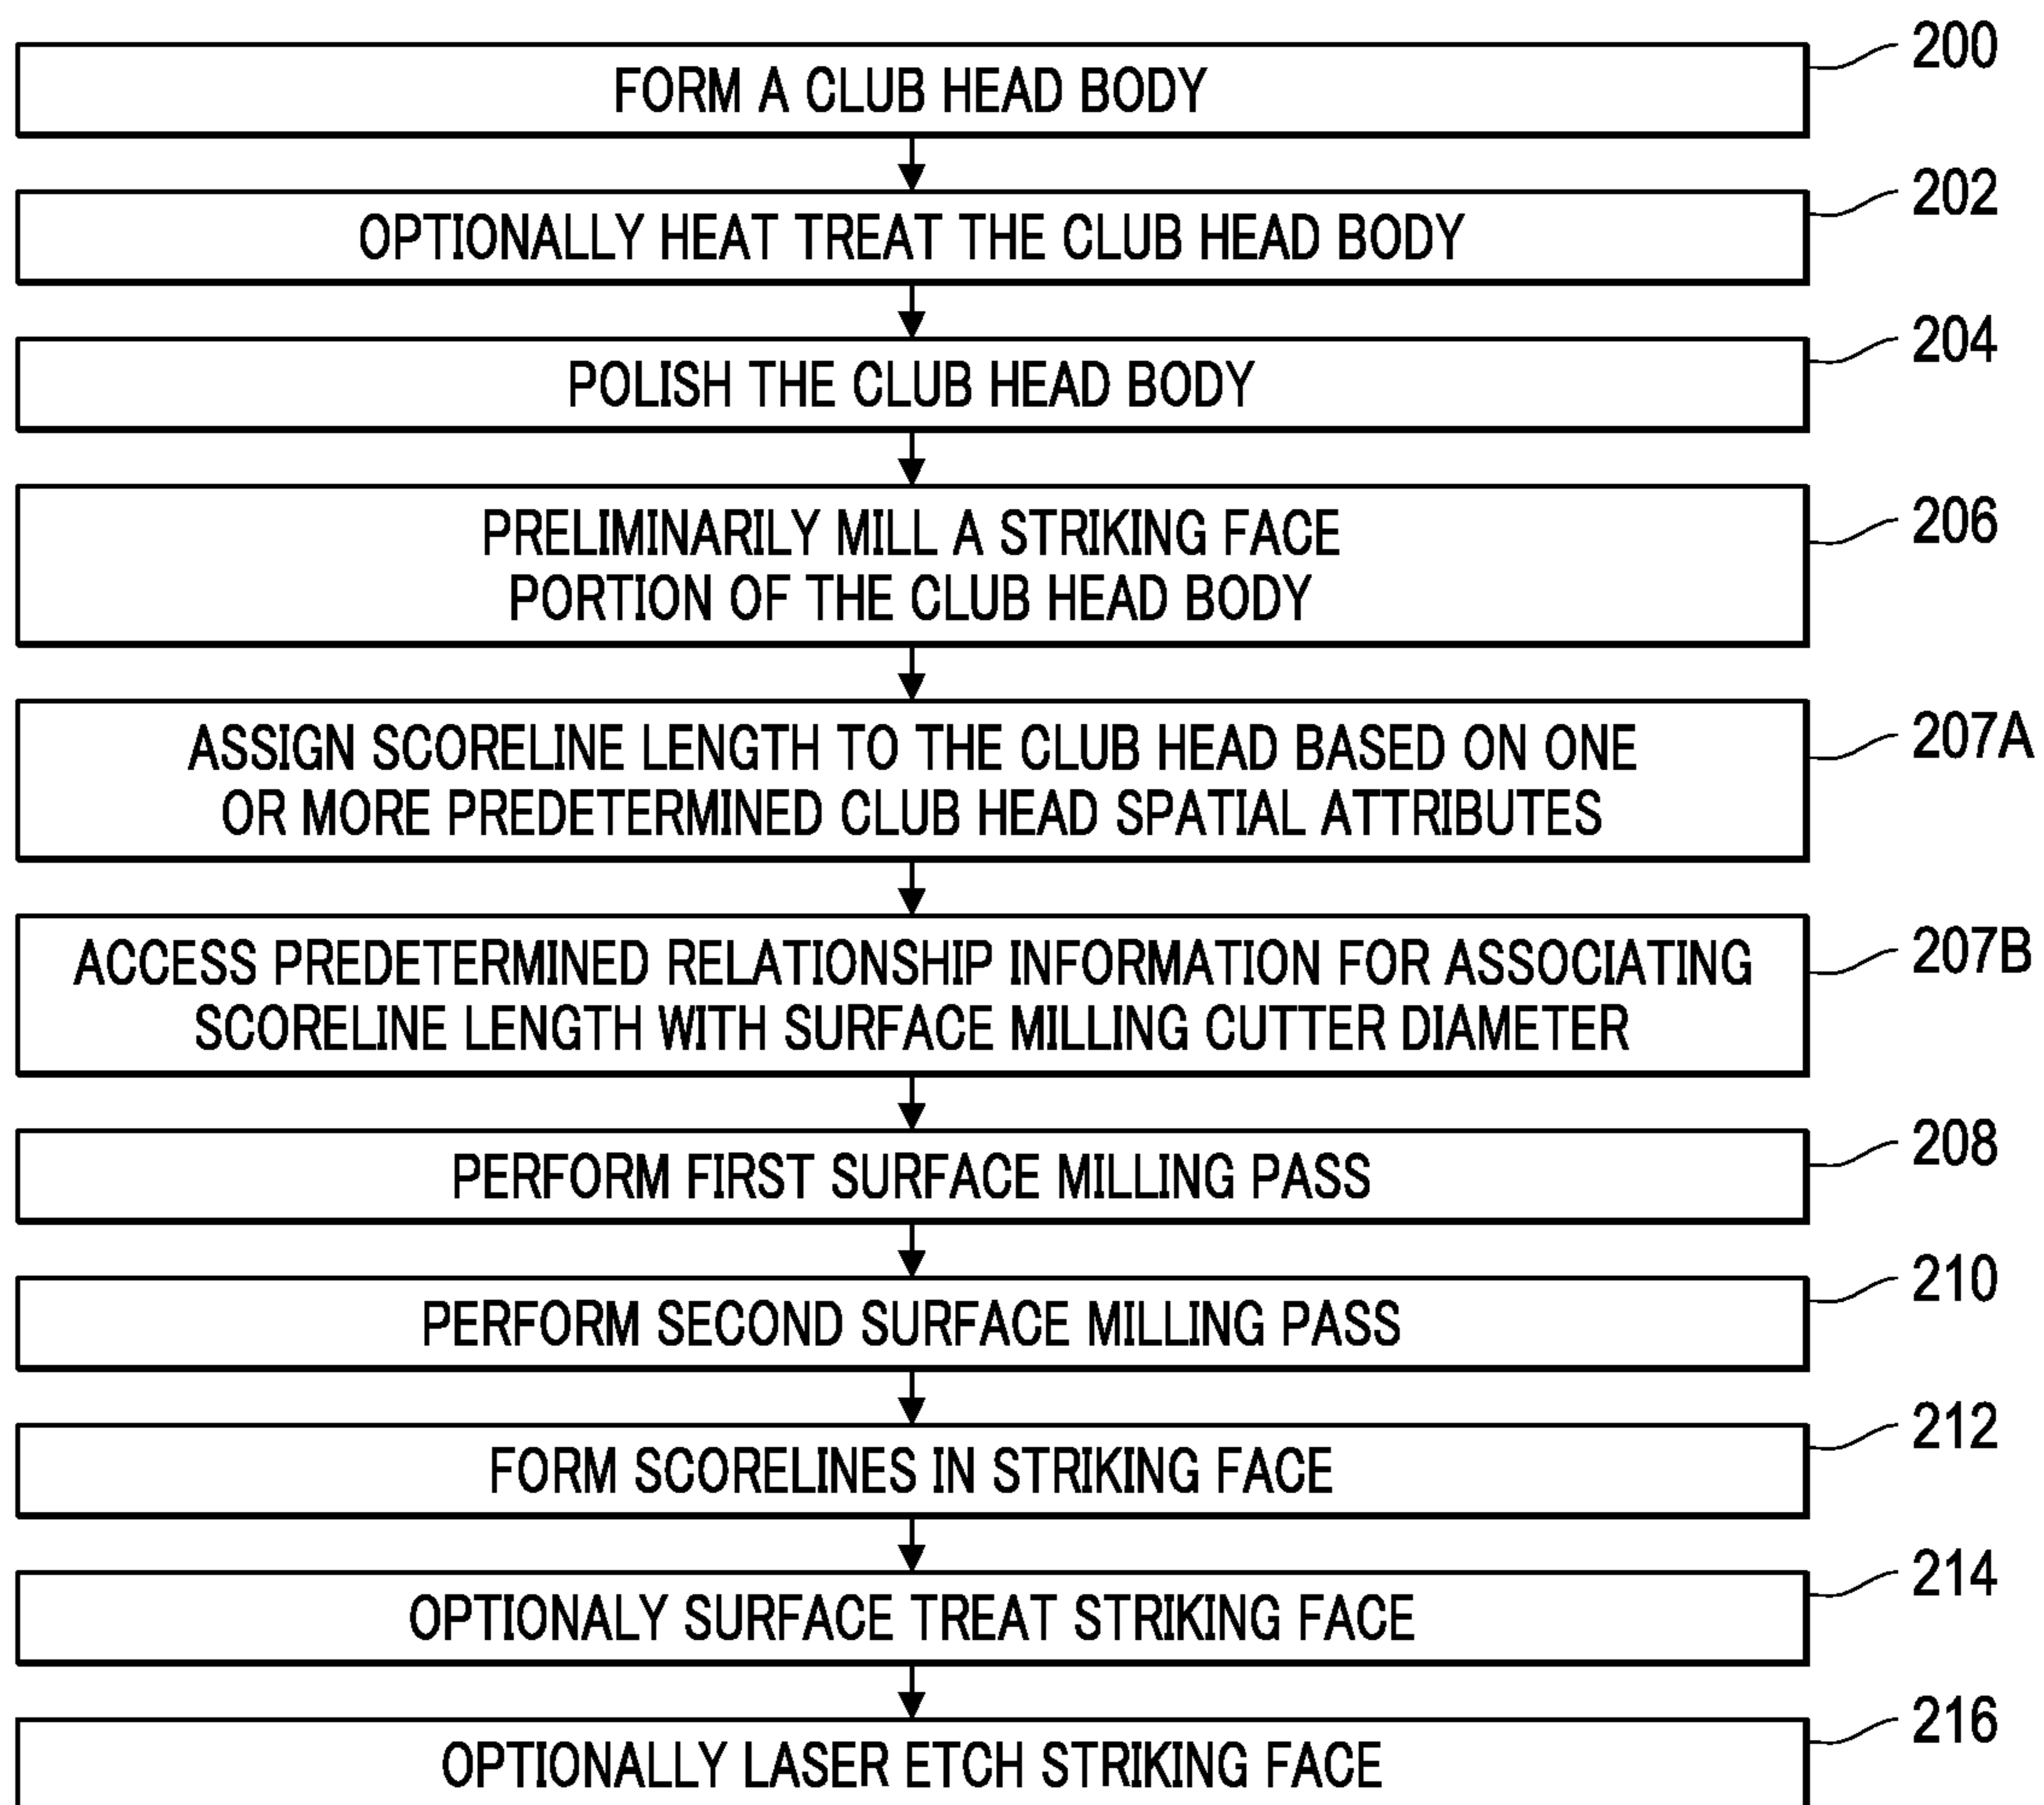 FORM A CLUB HEAD BODY
200
OPTIONALLY HEAT TREAT THE CLUB HEAD BODY
202
POLISH THE CLUB HEAD BODY
204
PRELIMINARILY MILL A STRIKING FACE
PORTION OF THE CLUB HEAD BODY
206
ASSIGN SCORELINE LENGTH TO THE CLUB HEAD BASED ON ONE
OR MORE PREDETERMINED CLUB HEAD SPATIAL ATTRIBUTES
207A
ACCESS PREDETERMINED RELATIONSHIP INFORMATION FOR ASSOCIATING
SCORELINE LENGTH WITH SURFACE MILLING CUTTER DIAMETER
207B
PERFORM FIRST SURFACE MILLING PASS
208
PERFORM SECOND SURFACE MILLING PASS
210
FORM SCORELINES IN STRIKING FACE
212
OPTIONALY SURFACE TREAT STRIKING FACE
214
OPTIONALLY LASER ETCH STRIKING FACE
216